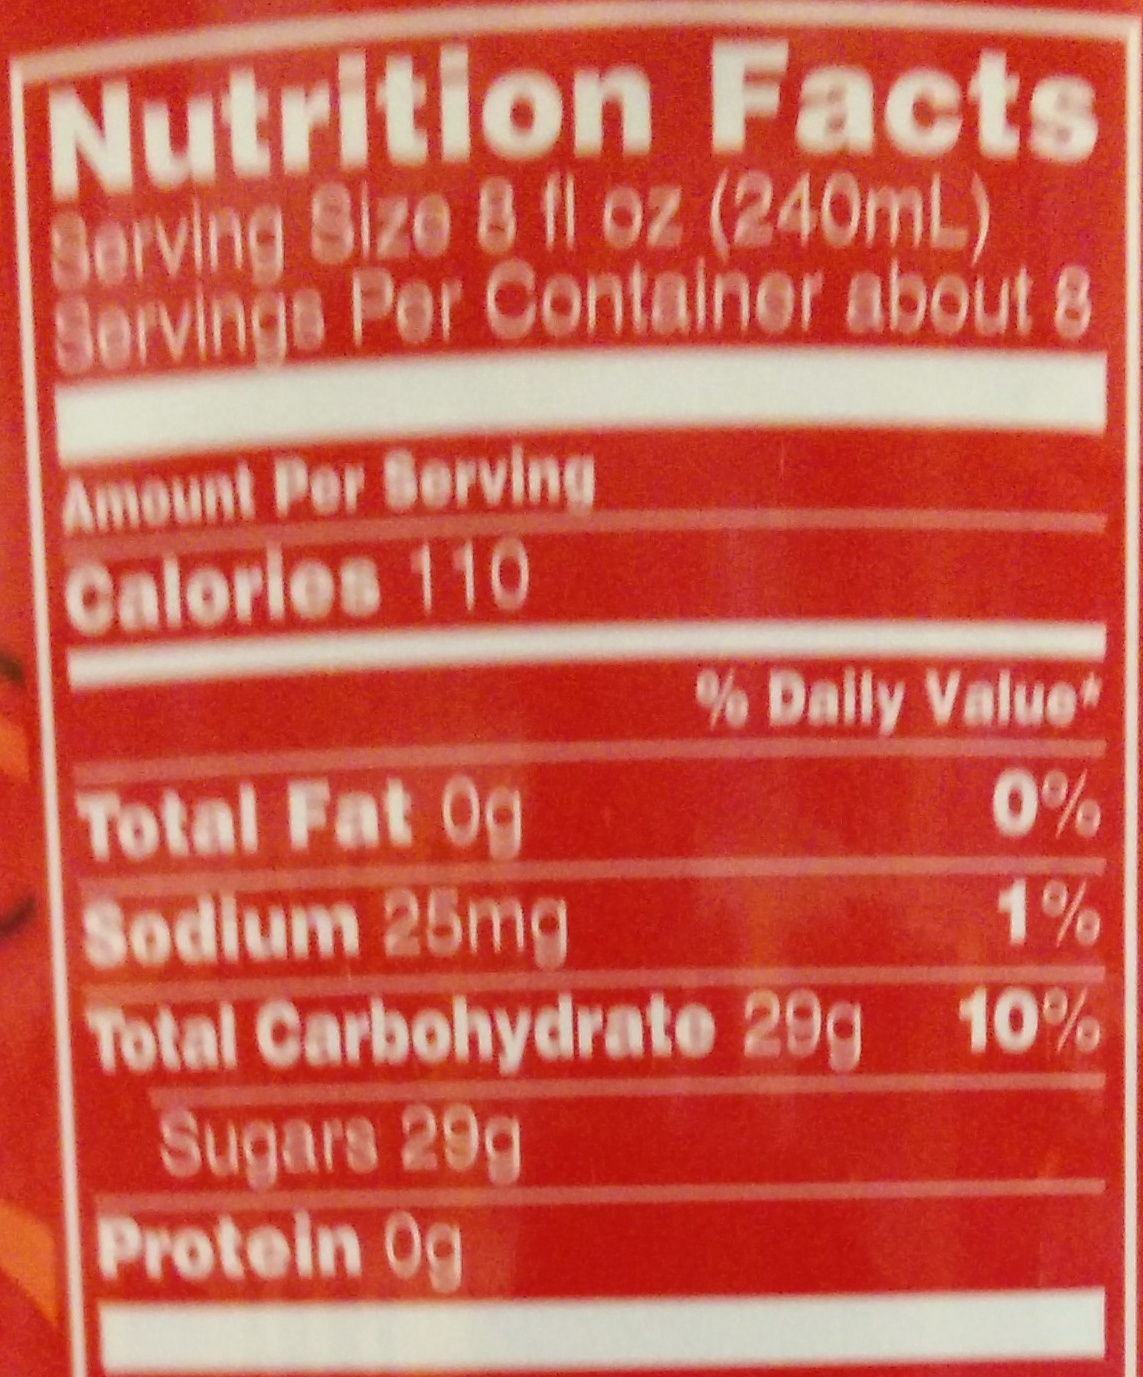 Nutrition Facts
Serving Size 8 fl oz (240mL)
Servings Per Container about 8
Amount Per Serving
Calories 110
% Daily Value*
Total Fat 0g 0%
Sodium 25mg 1%
Total Carbohydrate 29g 10%
Sugars 29g
Protein 0g